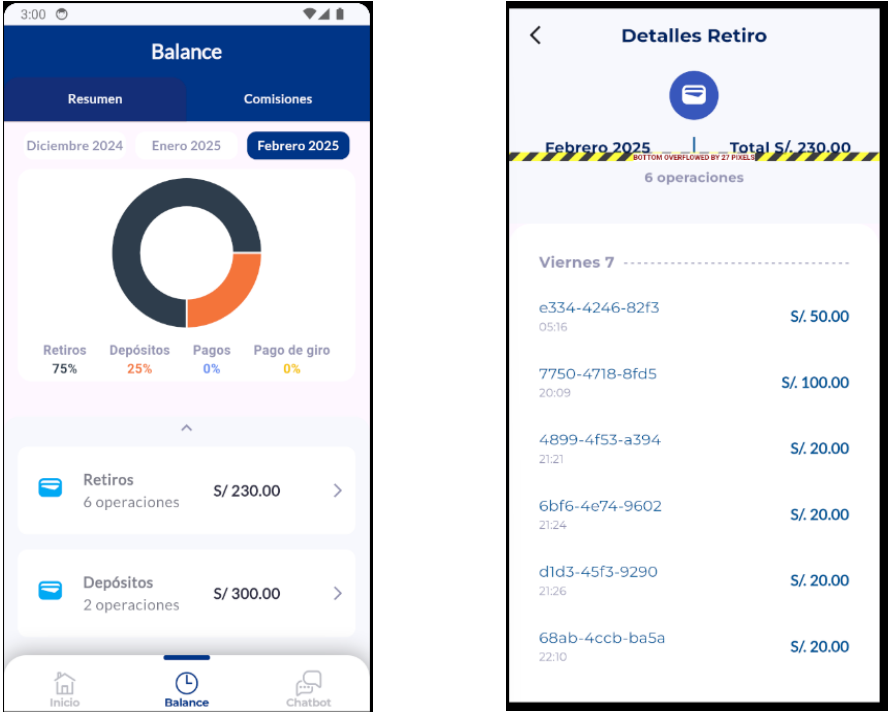 3:00
Balance
Resumen Comisiones
Diciembre 2024 Enero 2025 Febrero 2025
Retiros Depósitos Pagos Pago de giro
75% 25% 0% 0%
Retiros
6 operaciones
S/ 230.00
Depósitos
2 operaciones
S/ 300.00
Inicio Balance Chatbot
Detalles Retiro
Febrero 2025 Total S/. 230.00
BOTTOM OVERFLOWED BY 27 PIXELS
6 operaciones
Viernes 7
e334-4246-82f3
05:16
S/. 50.00
7750-4718-8fd5
20:09
S/. 100.00
4899-4f53-a394
21:21
S/. 20.00
6bf6-4e74-9602
21:24
S/. 20.00
d1d3-45f3-9290
21:26
S/. 20.00
68ab-4ccb-ba5a
22:10
S/. 20.00